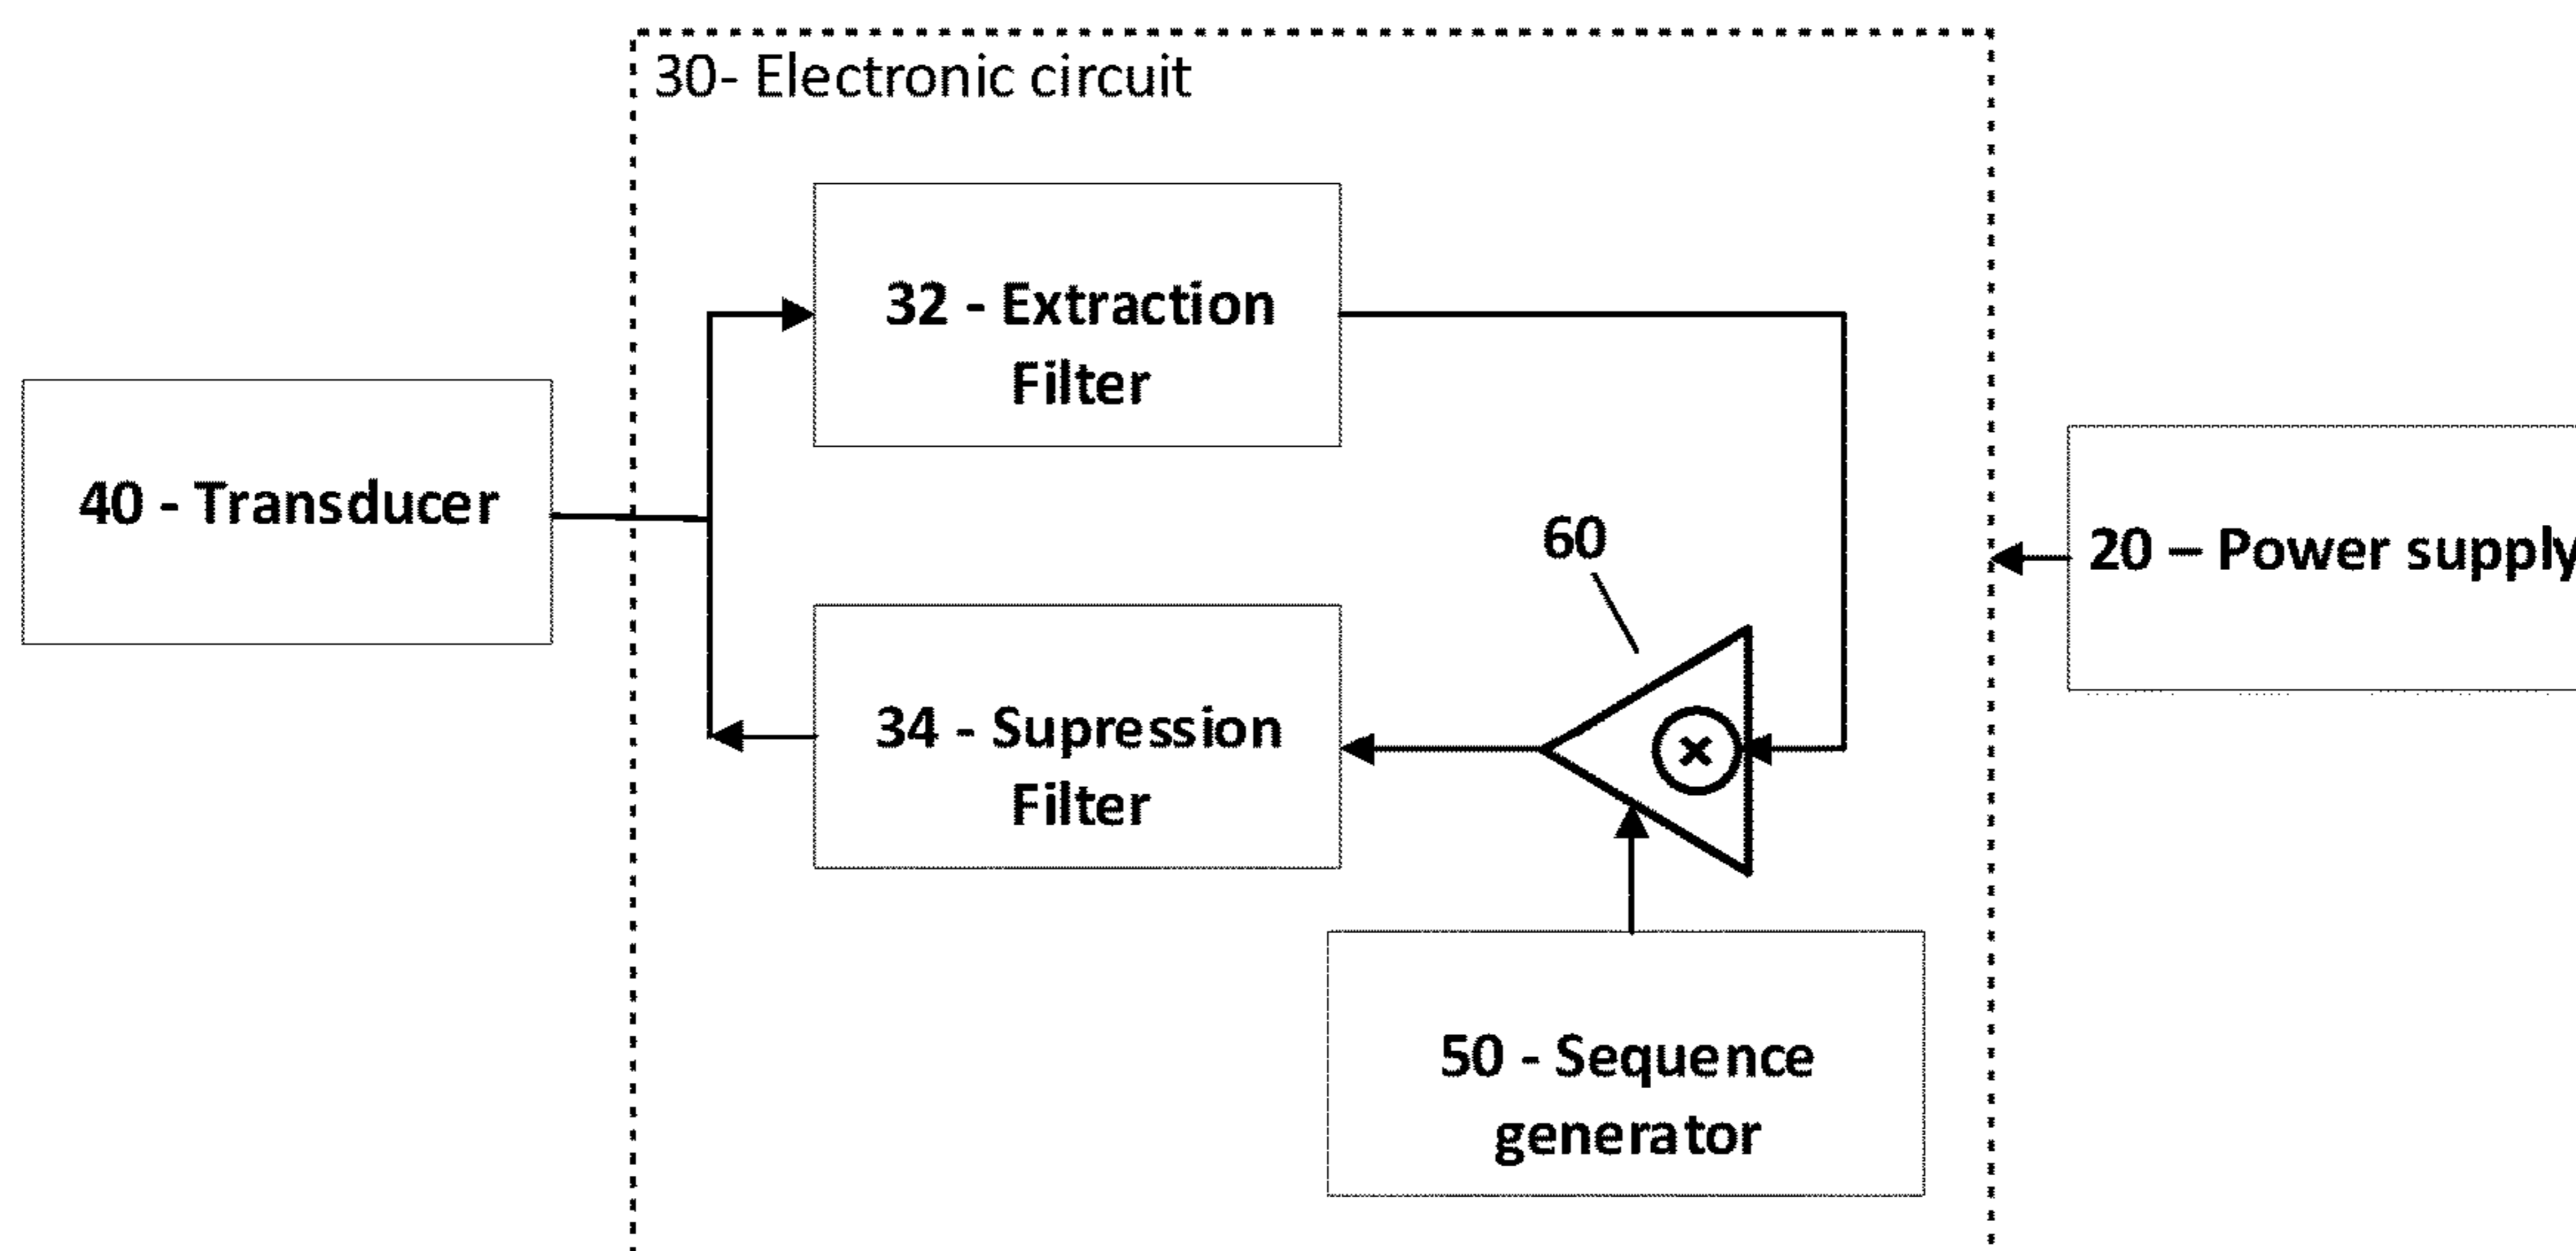 30- Electronic circuit
32 - Extraction
Filter
40 - Transducer
60
20 – Power supply
34 - Supression
Filter
50 - Sequence
generator